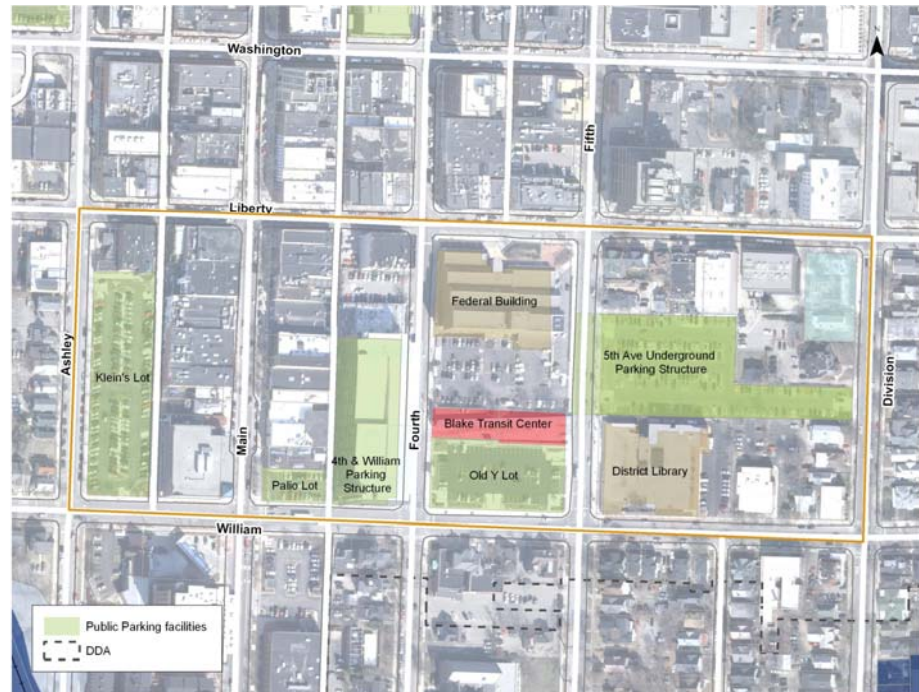 Washington
Fifth
Liberty
Federal Building
5th Ave Underground
Parking Structure
Ashley
Klein's Lot
Division
Main
Fourth
Blake Transit Center
4th & William
Parking
Structure
Palio Lot
Old Y Lot
District Library
William
Public Parking facilities
DDA